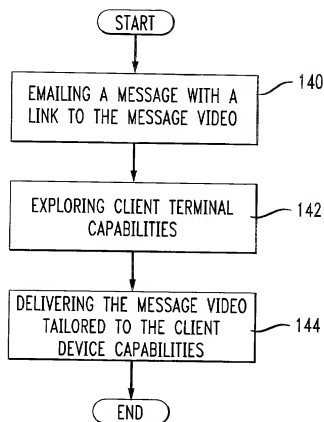 START
EMAILING A MESSAGE WITH A
LINK TO THE MESSAGE VIDEO
140
EXPLORING CLIENT TERMINAL
CAPABILITIES
142
DELIVERING THE MESSAGE VIDEO
TAILORED TO THE CLIENT
DEVICE CAPABILITIES
144
END